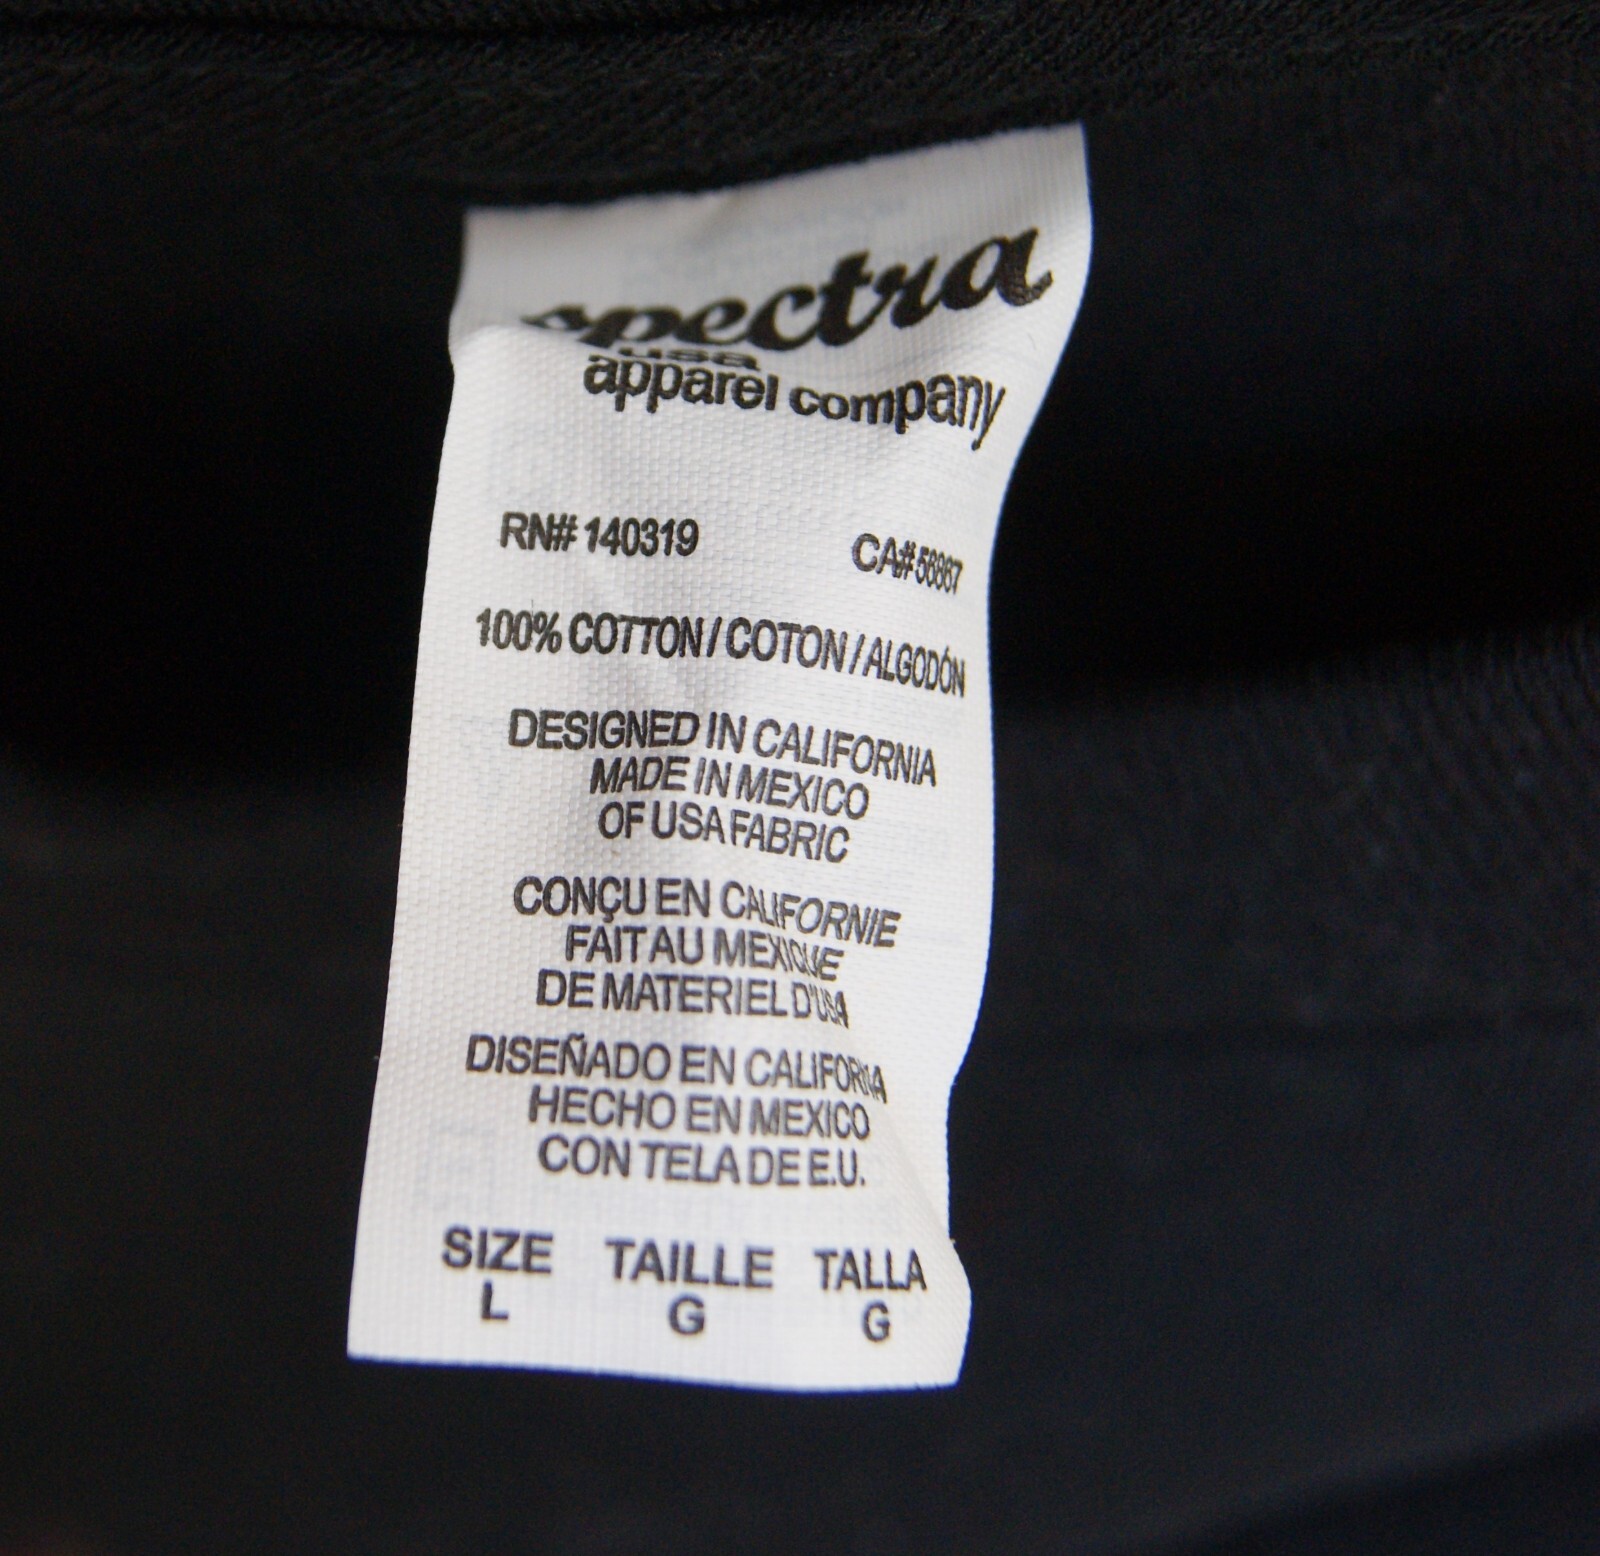 spectra
usa
apparel company
RN# 140319 CA# 56867
100% COTTON / COTON / ALGODÓN
DESIGNED IN CALIFORNIA
MADE IN MEXICO
OF USA FABRIC
CONÇU EN CALIFORNIE
FAIT AU MEXIQUE
DE MATERIEL D'USA
DISEÑADO EN CALIFORNIA
HECHO EN MEXICO
CON TELA DE E.U.
SIZE TAILLE TALLA
L G G